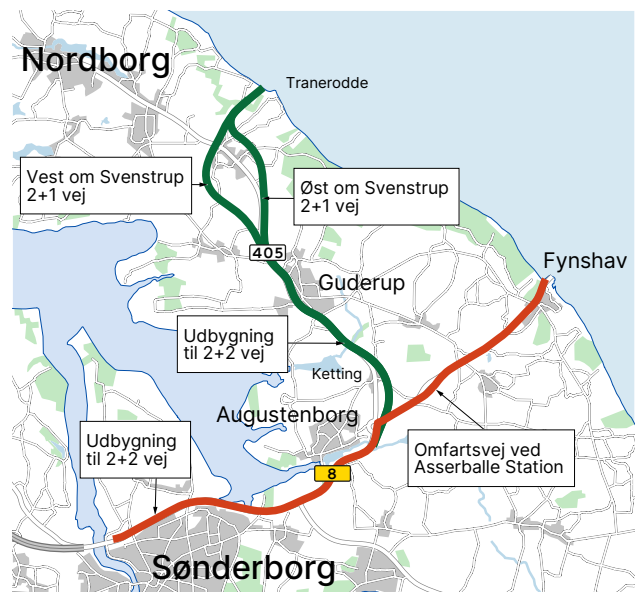 Nordborg
Tranerodde
Vest om Svenstrup
2+1 vej
Øst om Svenstrup
2+1 vej
405
Fynshav
Guderup
Udbygning
til 2+2 vej
Ketting
Augustenborg
Udbygning
til 2+2 vej
Omfartsvej ved
Asserballe Station
8
Sønderborg